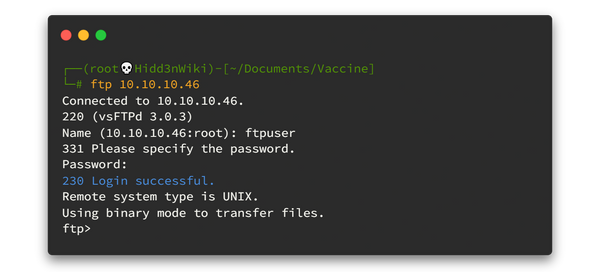 ┌──(root💀Hidd3nWiki)-[~/Documents/Vaccine]
└─# ftp 10.10.10.46
Connected to 10.10.10.46.
220 (vsFTPd 3.0.3)
Name (10.10.10.46:root): ftpuser
331 Please specify the password.
Password:
230 Login successful.
Remote system type is UNIX.
Using binary mode to transfer files.
ftp>